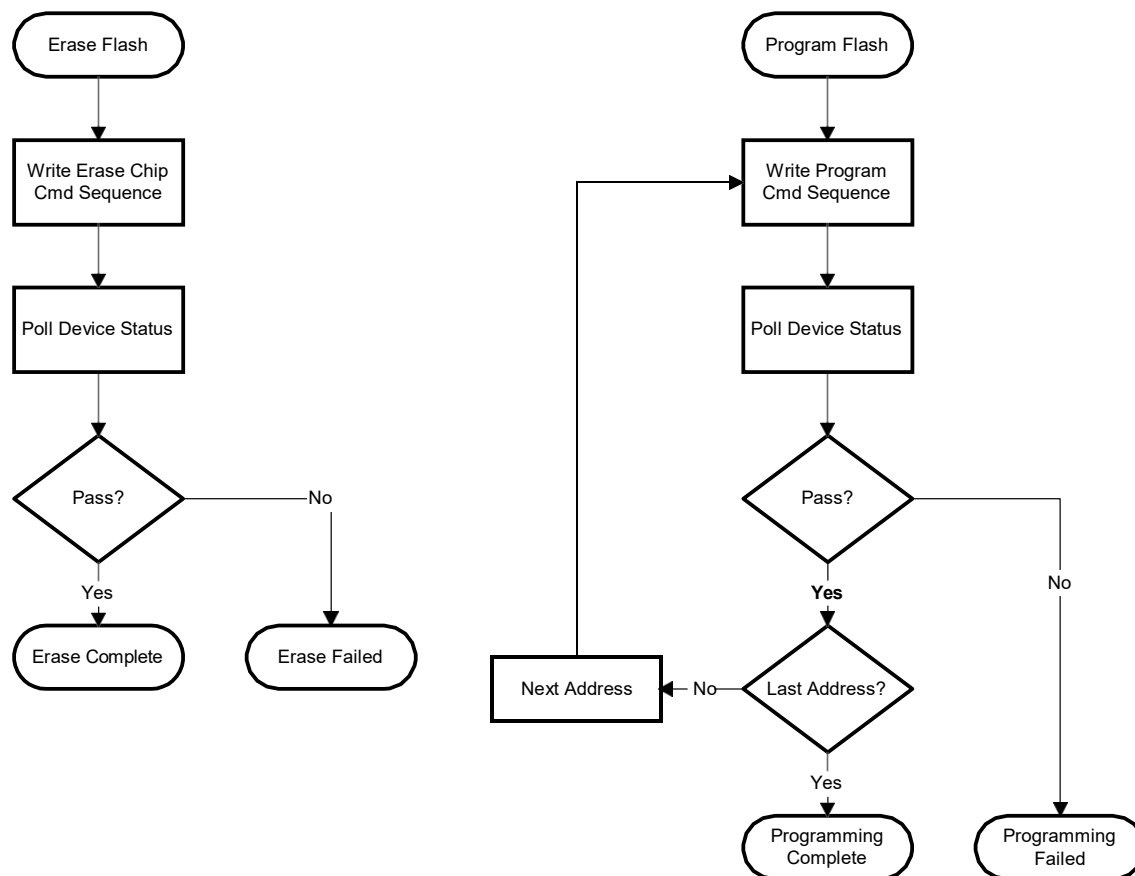 Erase Flash
Write Erase Chip
Cmd Sequence
Poll Device Status
Pass?
No
Yes
Erase Complete
Erase Failed
Program Flash
Write Program
Cmd Sequence
Poll Device Status
Pass?
No
Yes
Last Address?
No
Next Address
Yes
Programming
Complete
Programming
Failed